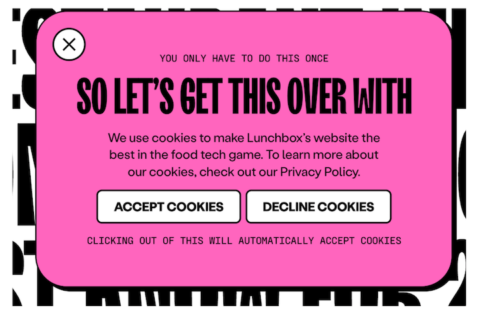 YOU ONLY HAVE TO DO THIS ONCE
SO LET'S GET THIS OVER WITH
We use cookies to make Lunchbox's website the
best in the food tech game. To learn more about
our cookies, check out our Privacy Policy.
ACCEPT COOKIES
DECLINE COOKIES
CLICKING OUT OF THIS WILL AUTOMATICALLY ACCEPT COOKIES